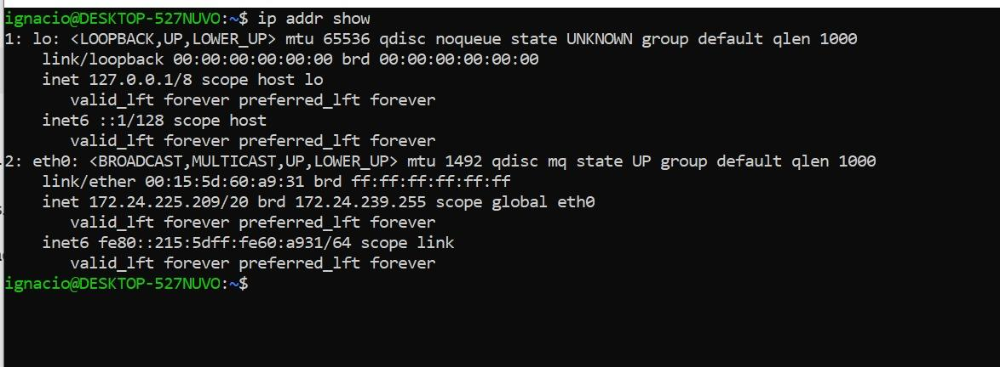 ignacio@DESKTOP-527NUVO:~$ ip addr show
1: lo: <LOOPBACK,UP,LOWER_UP> mtu 65536 qdisc noqueue state UNKNOWN group default qlen 1000
    link/loopback 00:00:00:00:00:00 brd 00:00:00:00:00:00
    inet 127.0.0.1/8 scope host lo
       valid_lft forever preferred_lft forever
    inet6 ::1/128 scope host
       valid_lft forever preferred_lft forever
2: eth0: <BROADCAST,MULTICAST,UP,LOWER_UP> mtu 1492 qdisc mq state UP group default qlen 1000
    link/ether 00:15:5d:60:a9:31 brd ff:ff:ff:ff:ff:ff
    inet 172.24.225.209/20 brd 172.24.239.255 scope global eth0
       valid_lft forever preferred_lft forever
    inet6 fe80::215:5dff:fe60:a931/64 scope link
       valid_lft forever preferred_lft forever
ignacio@DESKTOP-527NUVO:~$